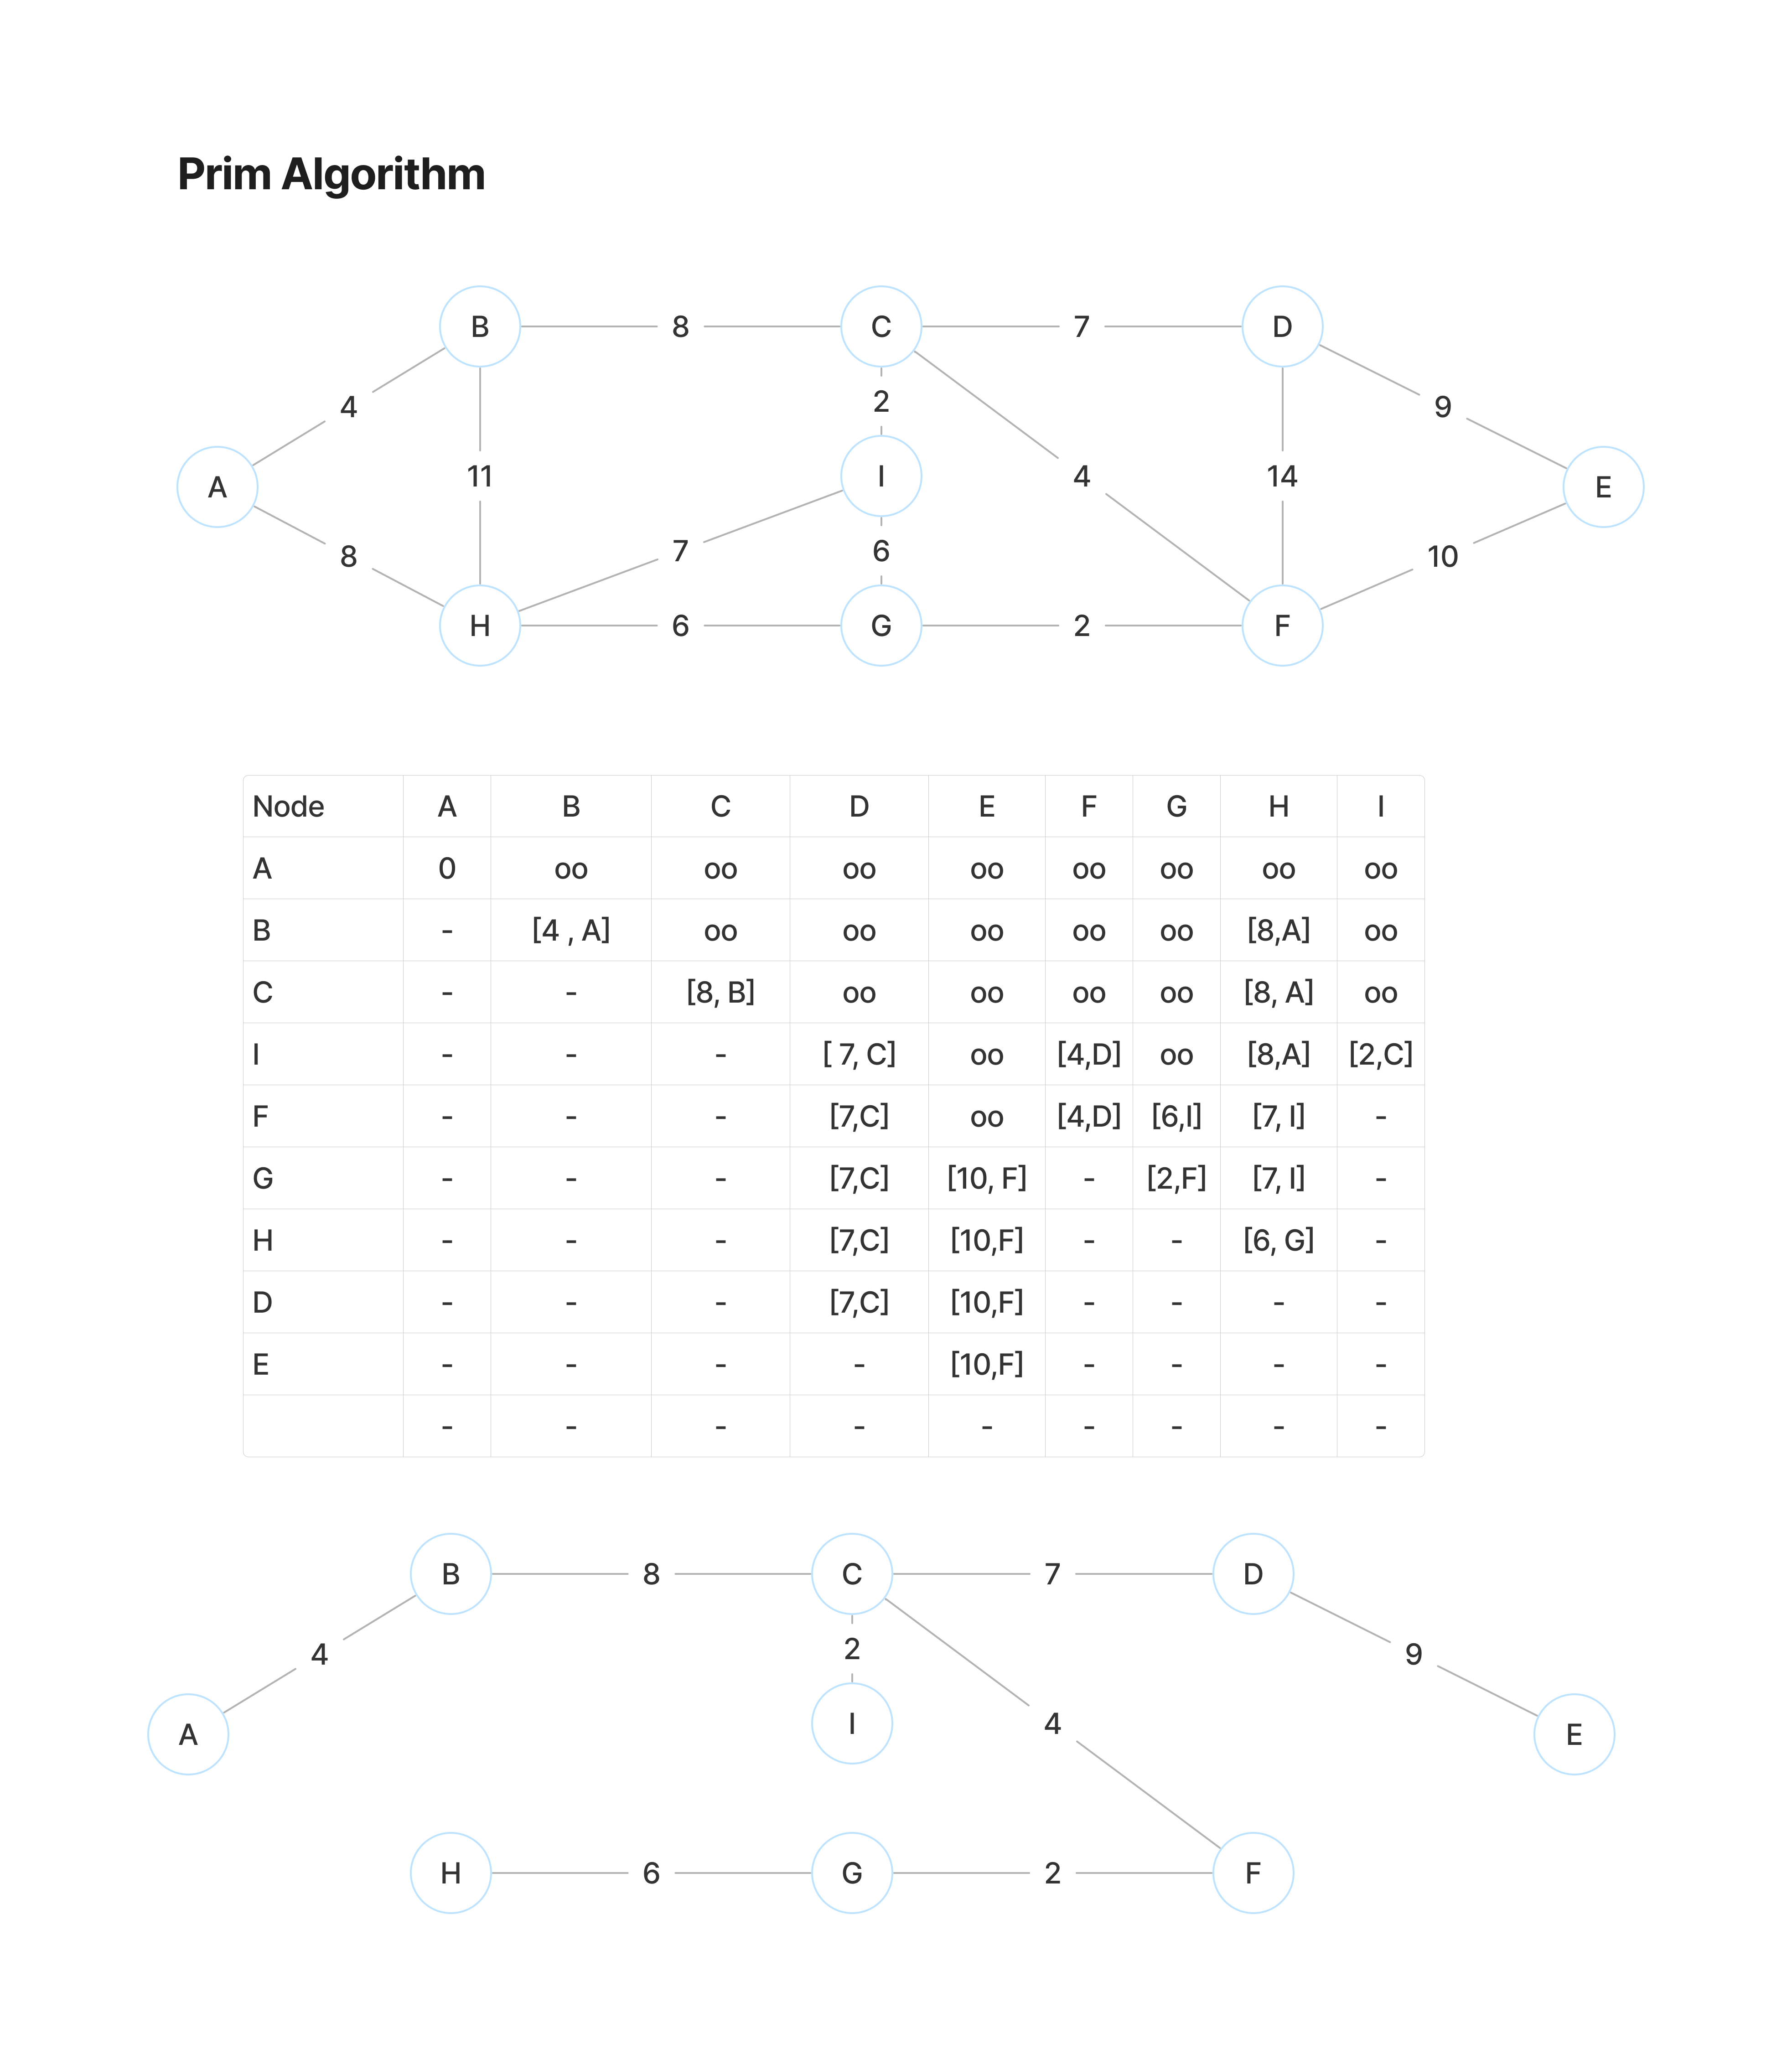 Prim Algorithm
B 8 C 7 D
4 2 9
A 11 I 4 14 E
8 7 6 10
H 6 G 2 F
Node A B C D E F G H I
A 0 oo oo oo oo oo oo oo oo
B - [4 , A] oo oo oo oo oo [8,A] oo
C - - [8, B] oo oo oo oo [8, A] oo
I - - - [ 7, C] oo [4,D] oo [8,A] [2,C]
F - - - [7,C] oo [4,D] [6,I] [7, I] -
G - - - [7,C] [10, F] - [2,F] [7, I] -
H - - - [7,C] [10,F] - - [6, G] -
D - - - [7,C] [10,F] - - - -
E - - - - [10,F] - - - -
- - - - - - - - -
B 8 C 7 D
4 2 9
A I 4 E
H 6 G 2 F